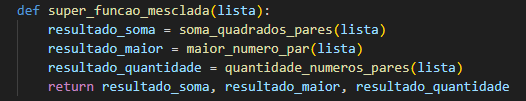 def super_funcao_mesclada(lista):
    resultado_soma = soma_quadrados_pares(lista)
    resultado_maior = maior_numero_par(lista)
    resultado_quantidade = quantidade_numeros_pares(lista)
    return resultado_soma, resultado_maior, resultado_quantidade